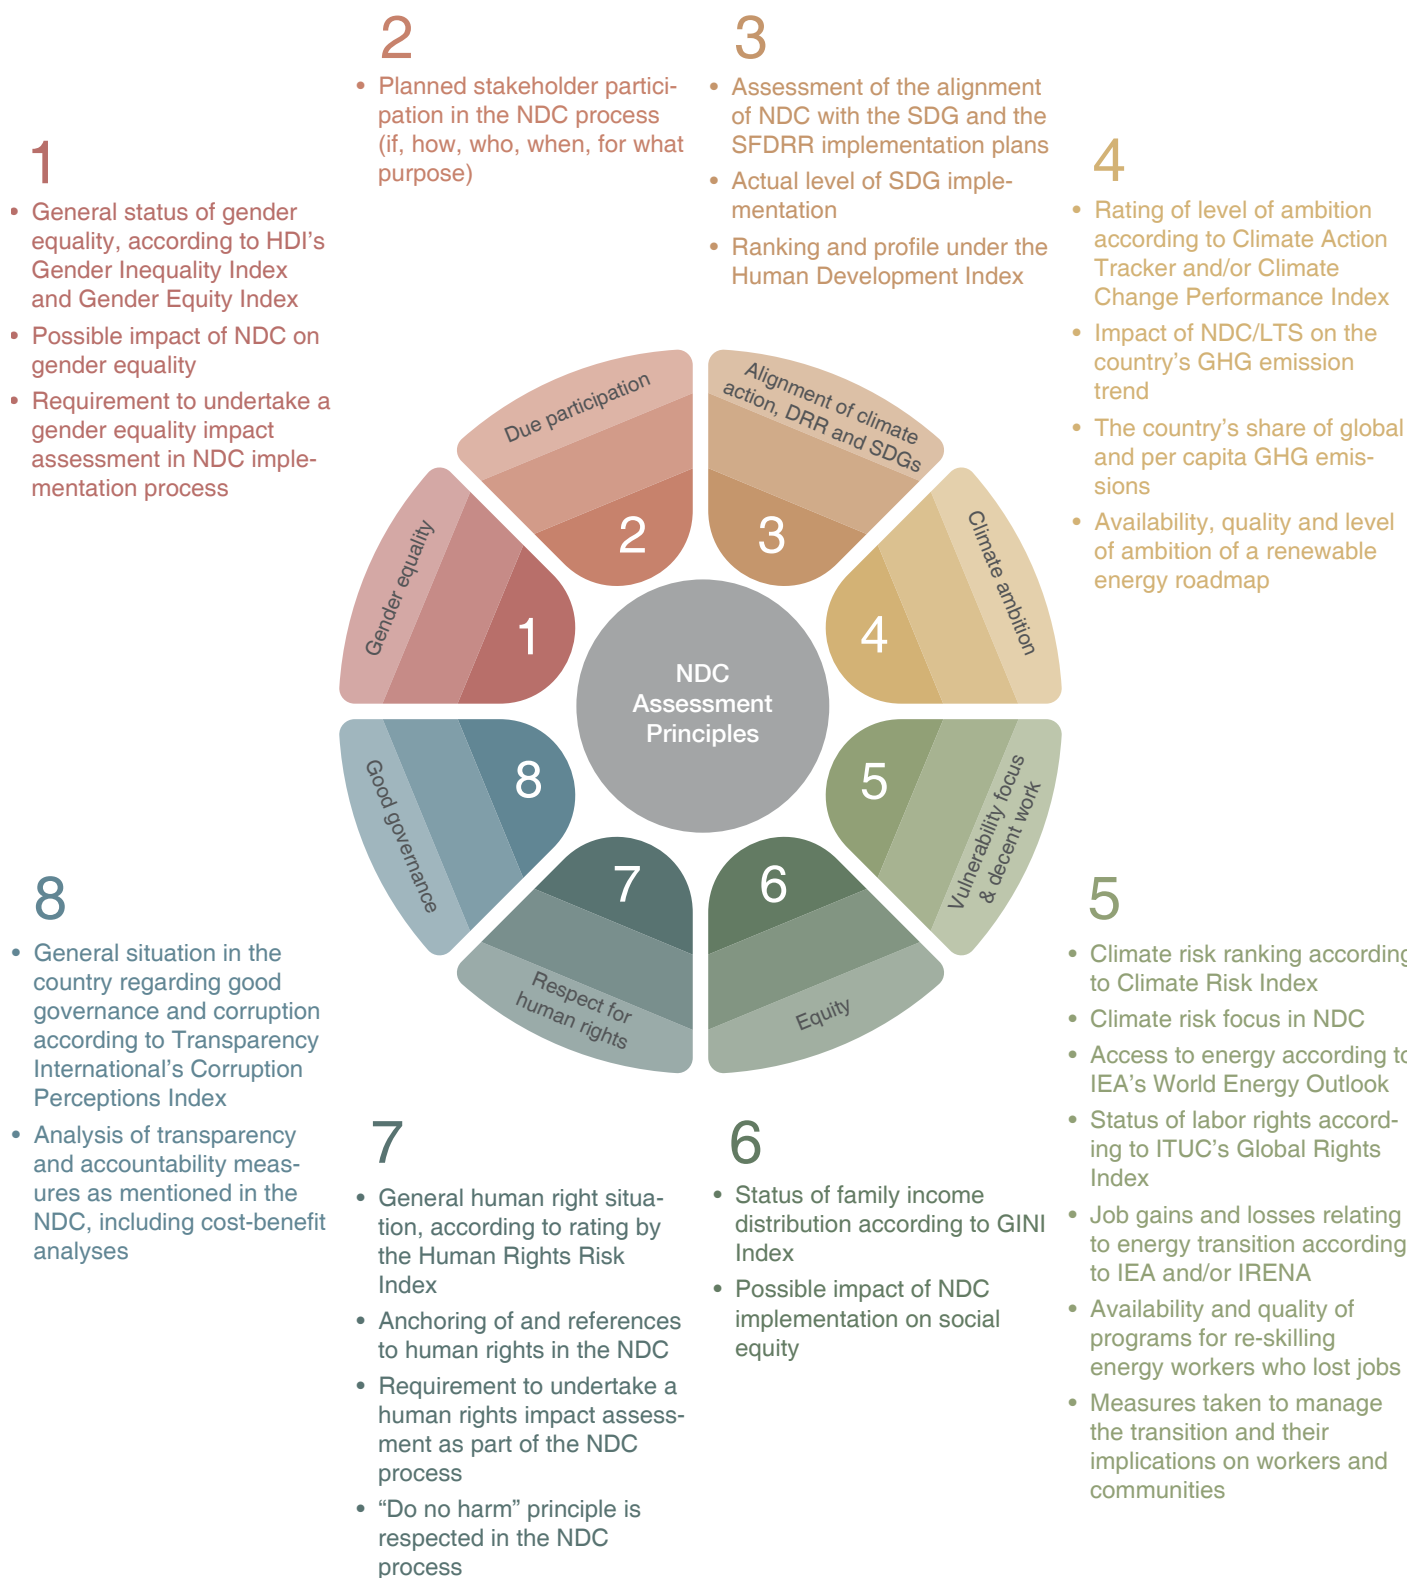 1
• General status of gender
equality, according to HDI's
Gender Inequality Index
and Gender Equity Index
• Possible impact of NDC on
gender equality
• Requirement to undertake a
gender equality impact
assessment in NDC imple-
mentation process
2
• Planned stakeholder partici-
pation in the NDC process
(if, how, who, when, for what
purpose)
3
• Assessment of the alignment
of NDC with the SDG and the
SFDRR implementation plans
• Actual level of SDG imple-
mentation
• Ranking and profile under the
Human Development Index
4
• Rating of level of ambition
according to Climate Action
Tracker and/or Climate
Change Performance Index
• Impact of NDC/LTS on the
country's GHG emission
trend
• The country's share of global
and per capita GHG emis-
sions
• Availability, quality and level
of ambition of a renewable
energy roadmap
Gender equality
1
Due participation
2
Alignment of climate
action, DRR and SDGs
3
Climate ambition
4
NDC
Assessment
Principles
Vulnerability focus
& decent work
5
Equity
6
Respect for
human rights
7
Good governance
8
5
• Climate risk ranking according
to Climate Risk Index
• Climate risk focus in NDC
• Access to energy according to
IEA's World Energy Outlook
• Status of labor rights accord-
ing to ITUC's Global Rights
Index
• Job gains and losses relating
to energy transition according
to IEA and/or IRENA
• Availability and quality of
programs for re-skilling
energy workers who lost jobs
• Measures taken to manage
the transition and their
implications on workers and
communities
6
• Status of family income
distribution according to GINI
Index
• Possible impact of NDC
implementation on social
equity
7
• General human right situa-
tion, according to rating by
the Human Rights Risk
Index
• Anchoring of and references
to human rights in the NDC
• Requirement to undertake a
human rights impact assess-
ment as part of the NDC
process
• “Do no harm” principle is
respected in the NDC
process
8
• General situation in the
country regarding good
governance and corruption
according to Transparency
International's Corruption
Perceptions Index
• Analysis of transparency
and accountability meas-
ures as mentioned in the
NDC, including cost-benefit
analyses